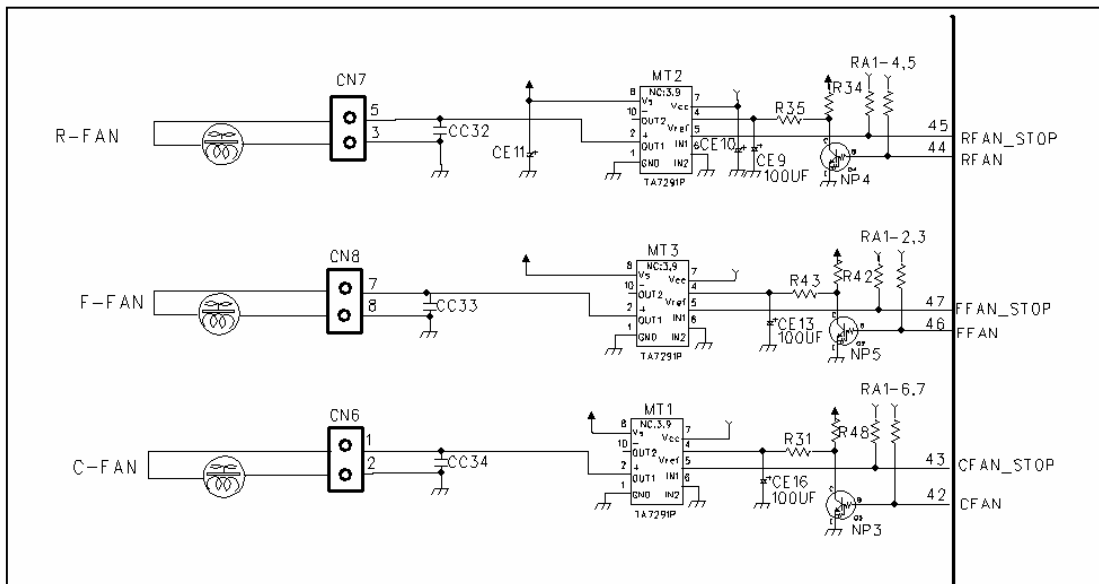 CN7
5
3
R-FAN
CC32
CE11
MT2
NC:3,9
8
Vs
10
OUT2
2
OUT1
1
GND
7
Vcc
4
Vref
5
IN1
6
IN2
TA7291P
CE10
CE9
100UF
R35
R34
RA1-4,5
NP4
45
RFAN_STOP
44
RFAN
CN8
7
8
F-FAN
CC33
MT3
NC:3,9
8
Vs
10
OUT2
2
OUT1
1
GND
7
Vcc
4
Vref
5
IN1
6
IN2
TA7291P
CE13
100UF
R43
R42
RA1-2,3
NP5
47
FFAN_STOP
46
FFAN
CN6
1
2
C-FAN
CC34
MT1
NC:3,9
8
Vs
10
OUT2
2
OUT1
1
GND
7
Vcc
4
Vref
5
IN1
6
IN2
TA7291P
CE16
100UF
R31
R48
RA1-6,7
NP3
43
CFAN_STOP
42
CFAN